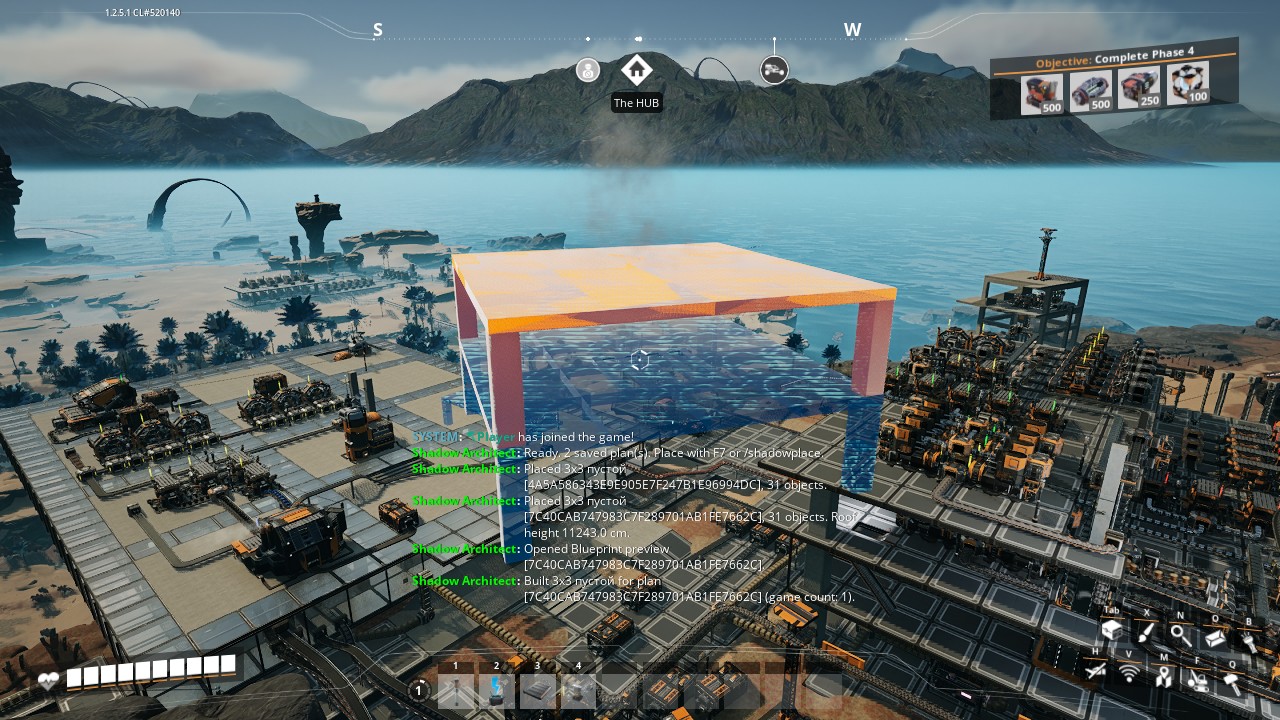 1.2.5.1 CL#520140
S
W
The HUB
Objective: Complete Phase 4
500
500
250
100
SYSTEM: Player has joined the game!
Shadow Architect: Ready. 2 saved plan(s). Place with F7 or /shadowplace.
Shadow Architect: Placed 3x3 пустой
[4A5A586343E9E905E7F247B1E96994DC], 31 objects.
Shadow Architect: Placed 3x3 пустой
[7C40CAB747983C7F289701AB1FE7662C], 31 objects. Roof
height 11243.0 cm.
Shadow Architect: Opened Blueprint preview
[7C40CAB747983C7F289701AB1FE7662C]
Shadow Architect: Built 3x3 пустой for plan
[7C40CAB747983C7F289701AB1FE7662C] (game count: 1).
Tab
X
N
O
B
H
V
M
F
Q
1
1
2
3
4